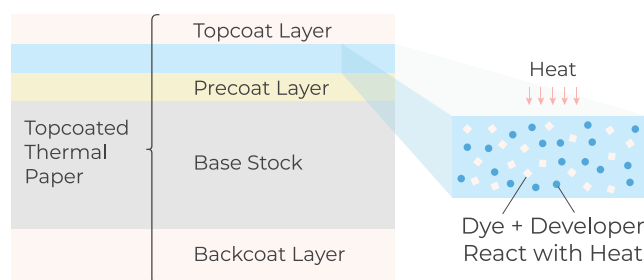 Topcoat Layer
Precoat Layer
Topcoated
Thermal
Paper
Base Stock
Backcoat Layer
Heat
Dye + Developer
React with Heat